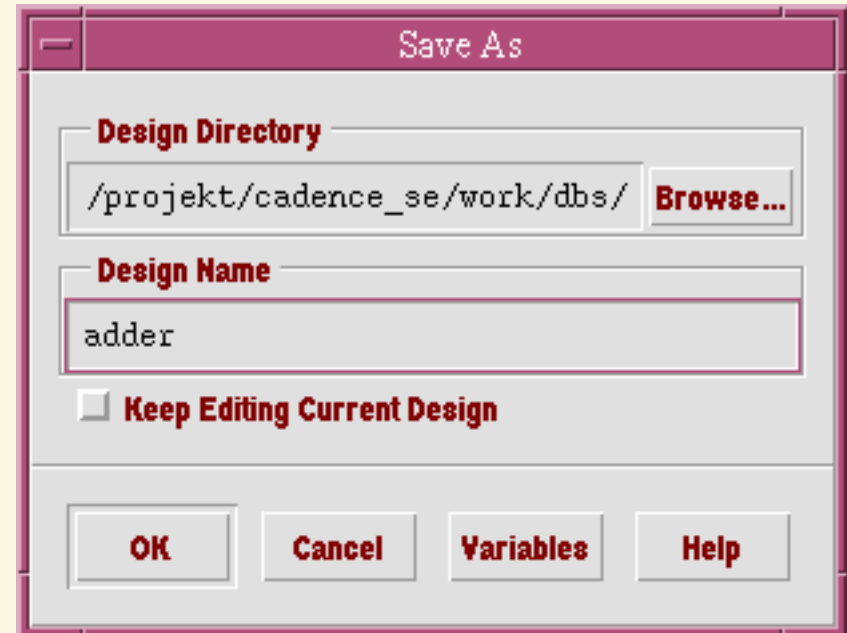 Save As
Design Directory
/projekt/cadence_se/work/dbs/ Browse...
Design Name
adder
Keep Editing Current Design
OK Cancel Variables Help